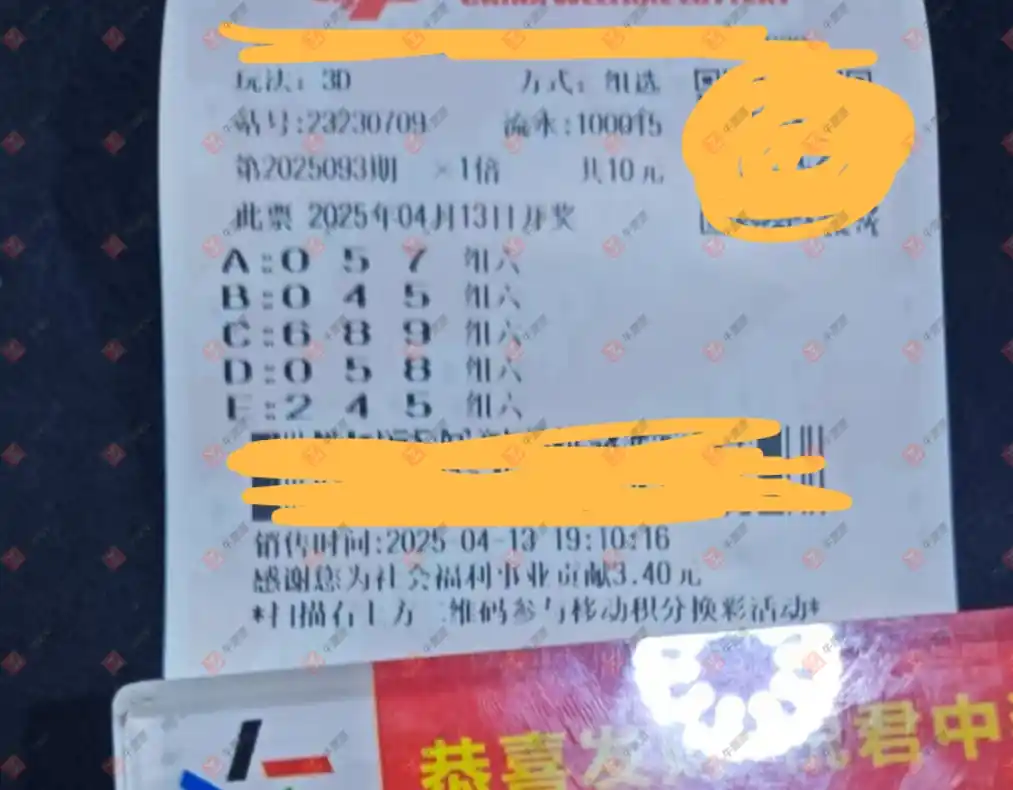 CHINA WELFARE LOTTERY
玩法：3D 方式：组选
站号:23230709 流水:100015
第2025093期 ×1倍 共10元
此票 2025年04月13日开奖
A:0 5 7 组六
B:0 4 5 组六
C:6 8 9 组六
D:0 5 8 组六
E:2 4 5 组六
销售时间:2025-04-13 19:10:16
感谢您为社会福利事业贡献3.40元
*扫描右上方二维码参与移动积分换彩活动*
恭喜发 君中